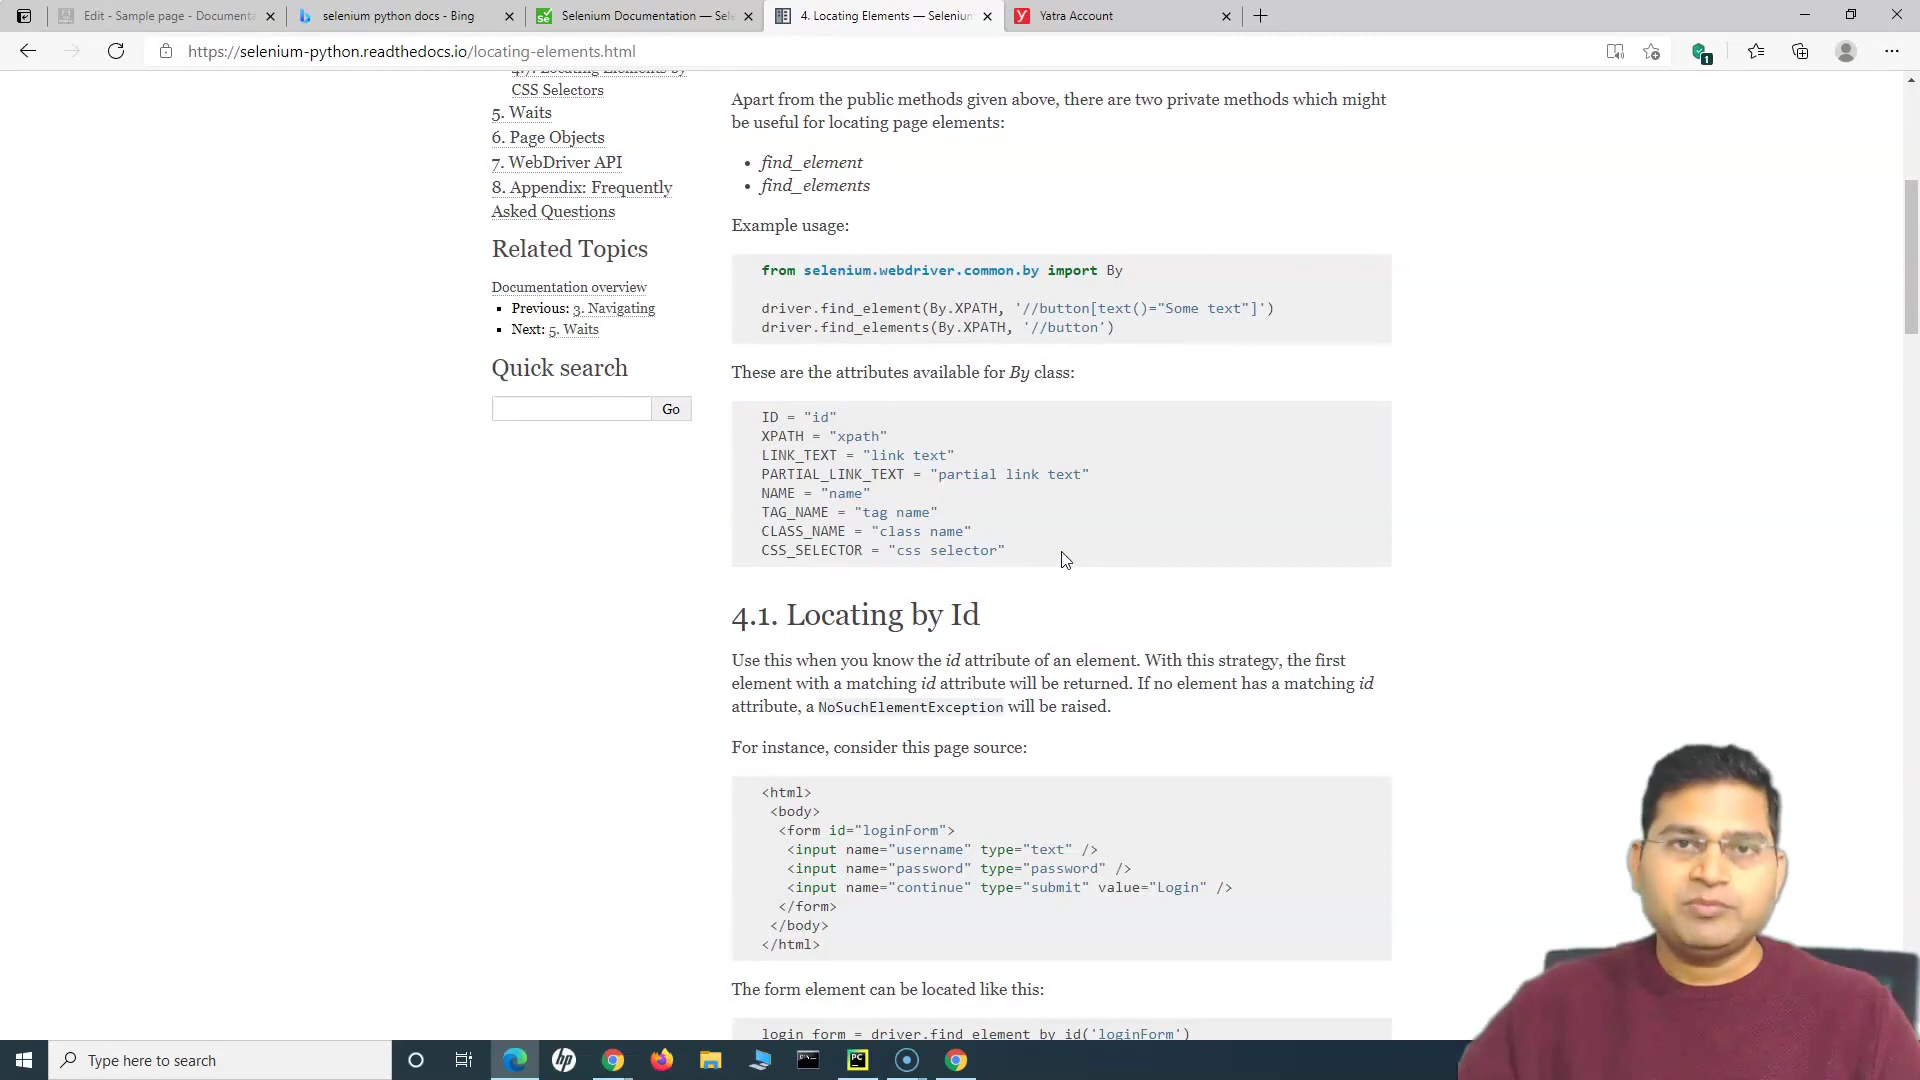 Edit - Sample page - Documenta
selenium python docs - Bing
Selenium Documentation — Sele
4. Locating Elements — Selenium
Yatra Account
https://selenium-python.readthedocs.io/locating-elements.html
1
4.7. Locating Elements by
CSS Selectors
5. Waits
6. Page Objects
7. WebDriver API
8. Appendix: Frequently
Asked Questions
Related Topics
Documentation overview
Previous: 3. Navigating
Next: 5. Waits
Quick search
Go
Apart from the public methods given above, there are two private methods which might
be useful for locating page elements:
• find_element
• find_elements
Example usage:
from selenium.webdriver.common.by import By
driver.find_element(By.XPATH, '//button[text()="Some text"]')
driver.find_elements(By.XPATH, '//button')
These are the attributes available for By class:
ID = "id"
XPATH = "xpath"
LINK_TEXT = "link text"
PARTIAL_LINK_TEXT = "partial link text"
NAME = "name"
TAG_NAME = "tag name"
CLASS_NAME = "class name"
CSS_SELECTOR = "css selector"
4.1. Locating by Id
Use this when you know the id attribute of an element. With this strategy, the first
element with a matching id attribute will be returned. If no element has a matching id
attribute, a NoSuchElementException will be raised.
For instance, consider this page source:
<html>
<body>
<form id="loginForm">
<input name="username" type="text" />
<input name="password" type="password" />
<input name="continue" type="submit" value="Login" />
</form>
</body>
</html>
The form element can be located like this:
login_form = driver.find_element_by_id('loginForm')
Type here to search
hp
PC